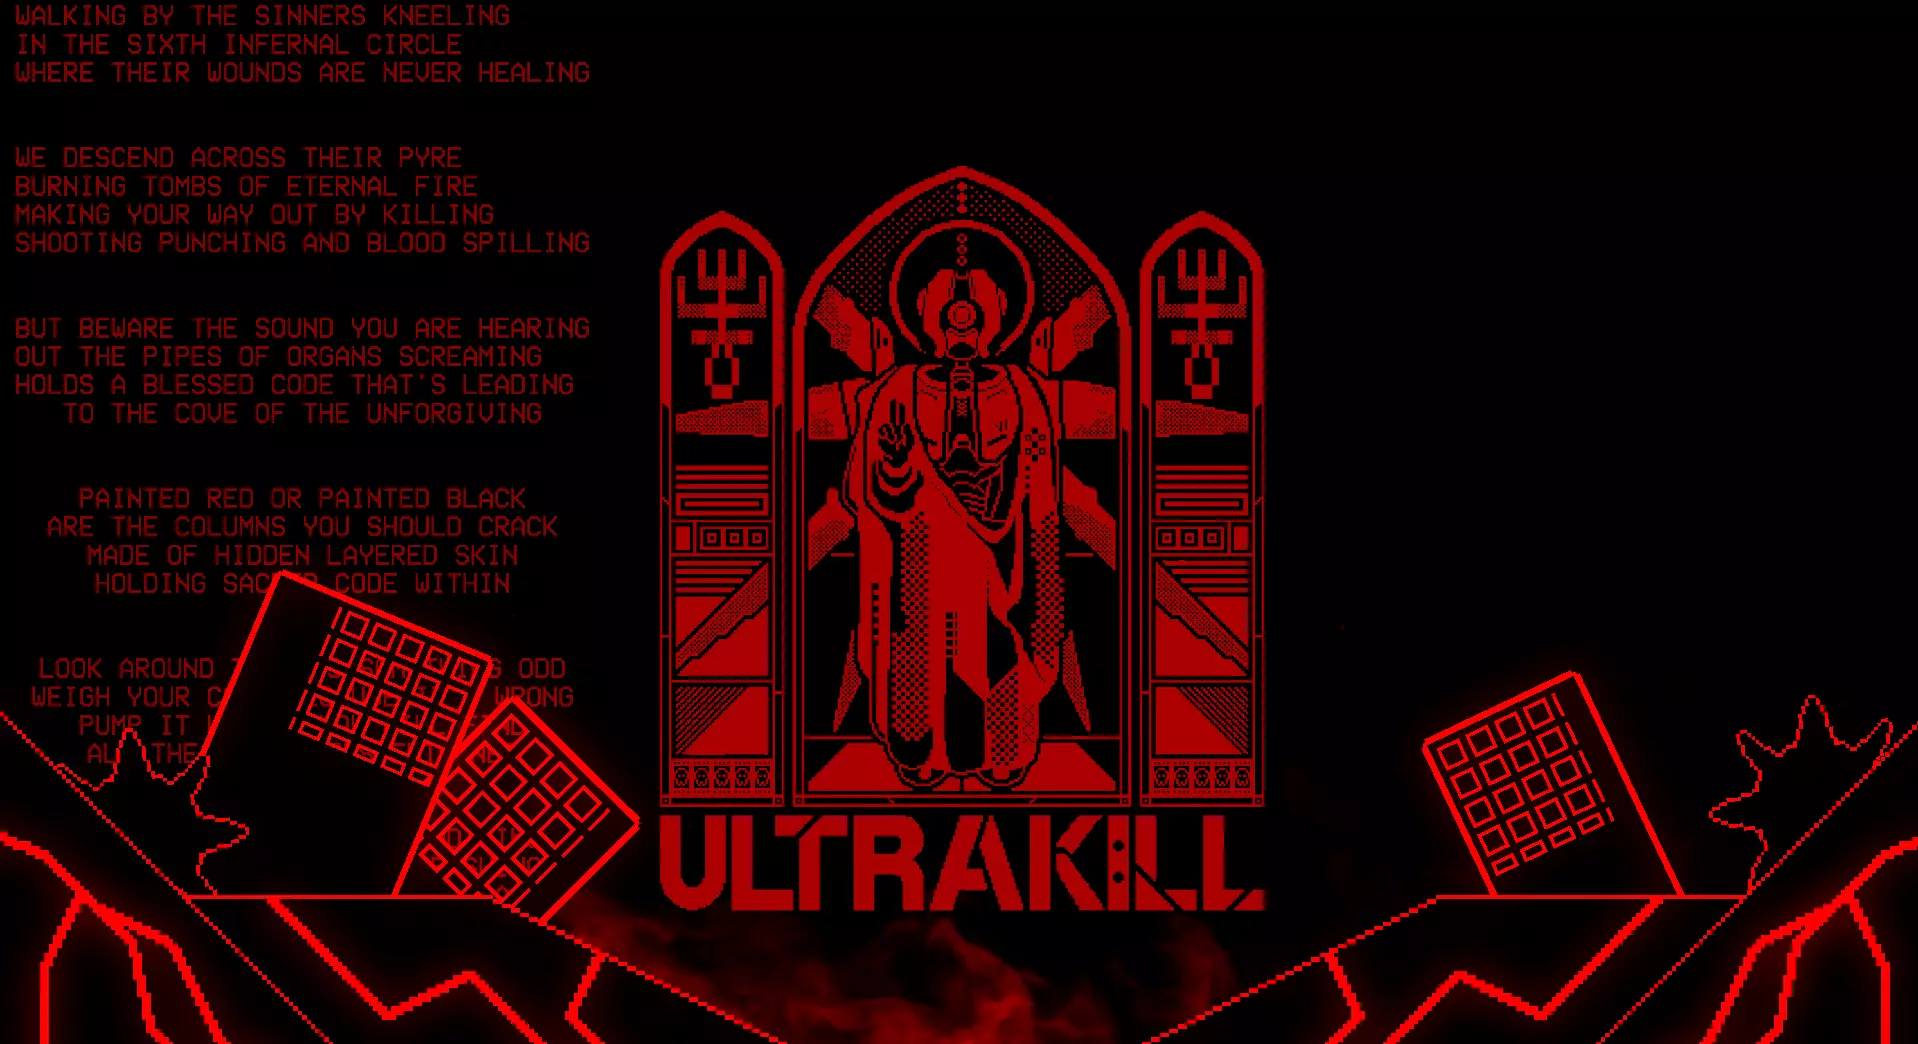 WALKING BY THE SINNERS KNEELING
IN THE SIXTH INFERNAL CIRCLE
WHERE THEIR WOUNDS ARE NEVER HEALING
WE DESCEND ACROSS THEIR PYRE
BURNING TOMBS OF ETERNAL FIRE
MAKING YOUR WAY OUT BY KILLING
SHOOTING PUNCHING AND BLOOD SPILLING
BUT BEWARE THE SOUND YOU ARE HEARING
OUT THE PIPES OF ORGANS SCREAMING
HOLDS A BLESSED CODE THAT'S LEADING
TO THE COVE OF THE UNFORGIVING
PAINTED RED OR PAINTED BLACK
ARE THE COLUMNS YOU SHOULD CRACK
MADE OF HIDDEN LAYERED SKIN
HOLDING CODE WITHIN
LOOK AROUND ODD
WEIGH YOUR WRONG
PUMP IT
THE
ULTRAKILL